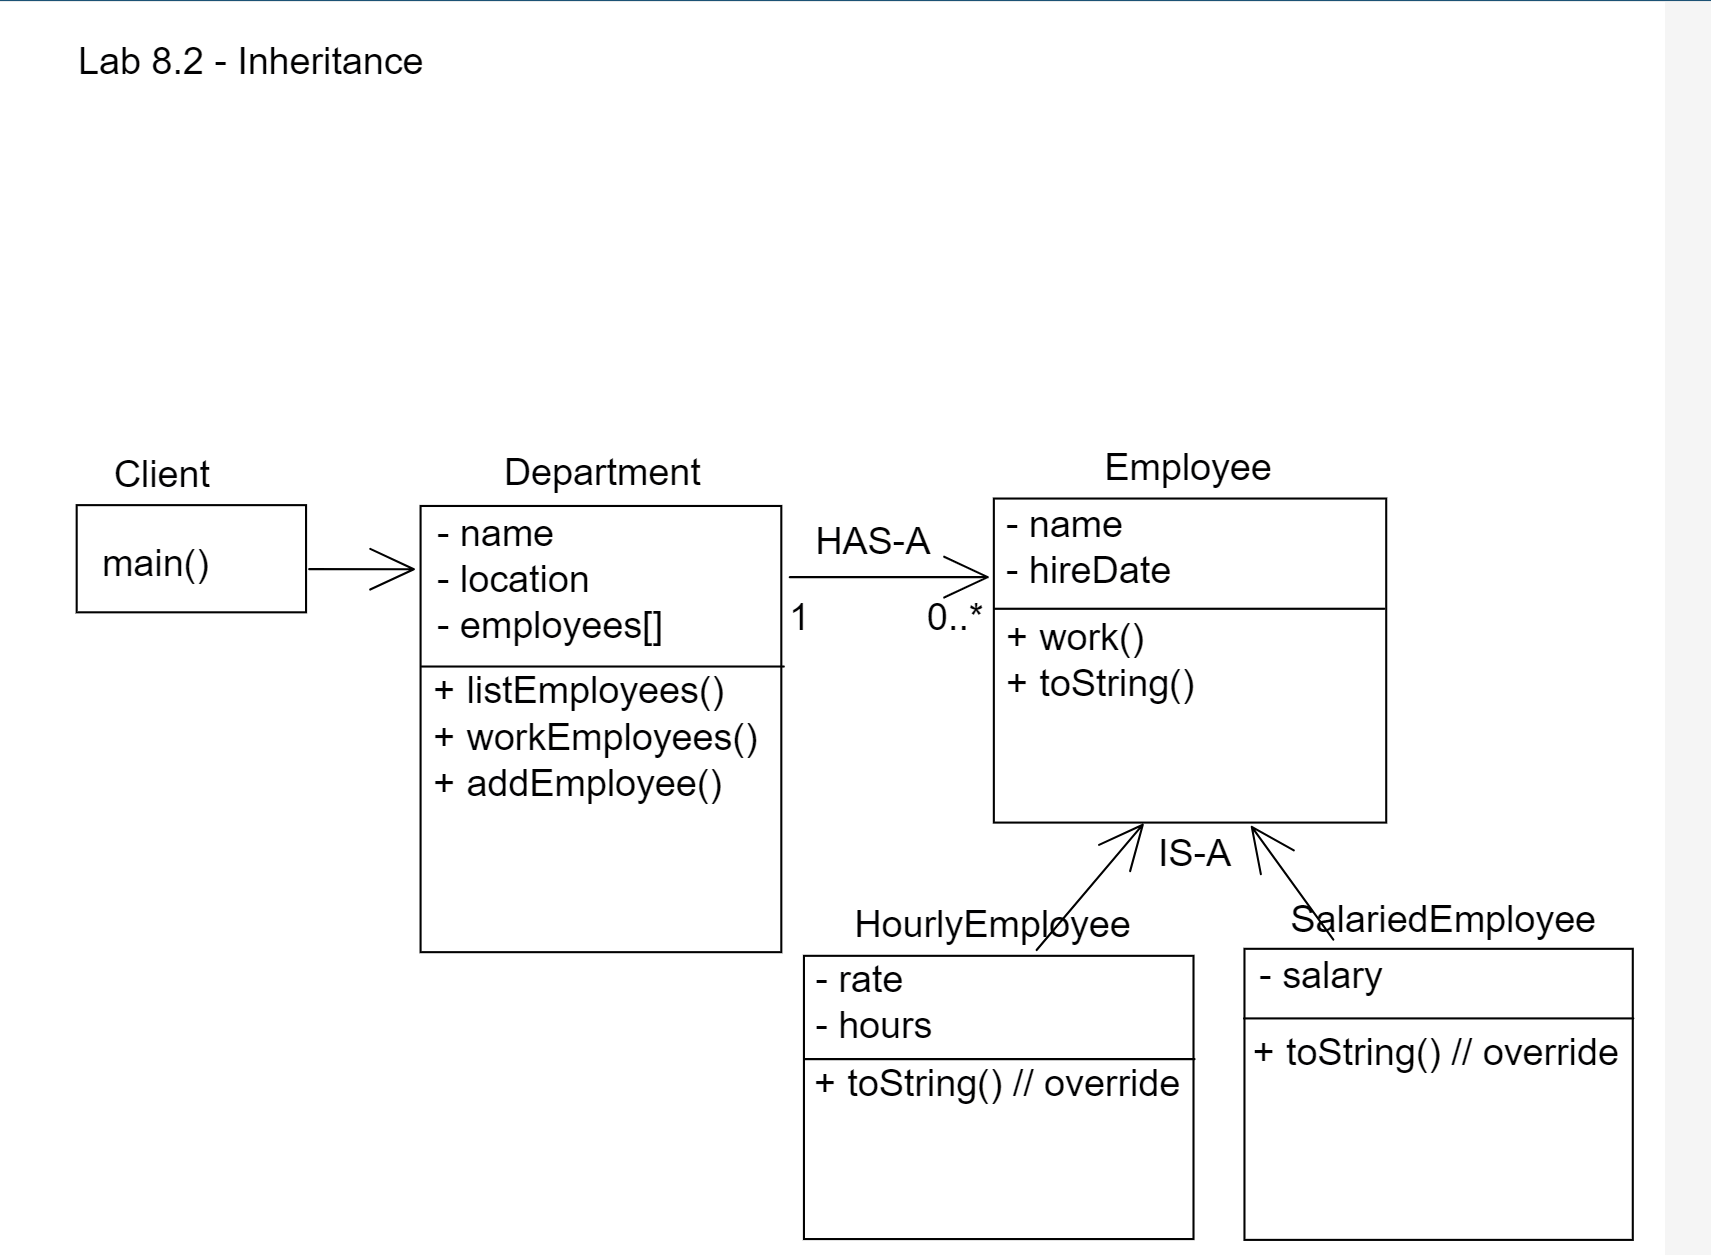 Lab 8.2 - Inheritance
Client
main()
Department
- name
- location
- employees[]
+ listEmployees()
+ workEmployees()
+ addEmployee()
HAS-A
1
0..*
Employee
- name
- hireDate
+ work()
+ toString()
IS-A
HourlyEmployee
- rate
- hours
+ toString() // override
SalariedEmployee
- salary
+ toString() // override